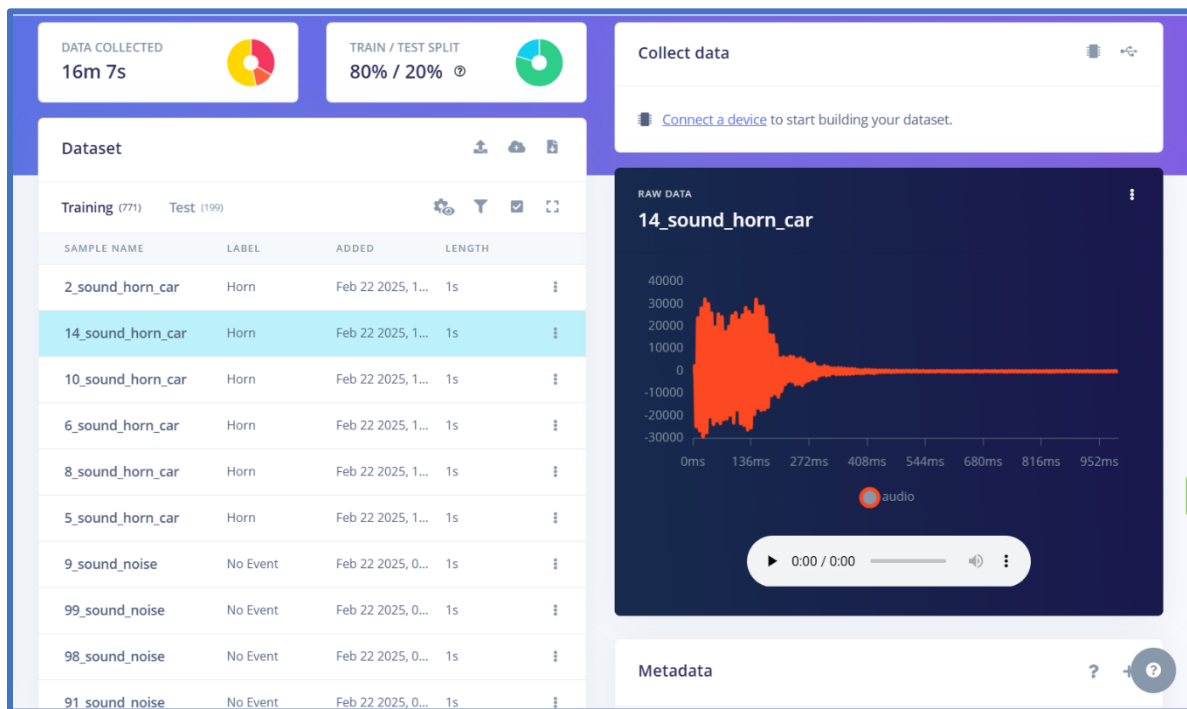 DATA COLLECTED
16m 7s
TRAIN / TEST SPLIT
80% / 20% ?
Collect data
Connect a device to start building your dataset.
Dataset
Training (771) Test (199)
SAMPLE NAME LABEL ADDED LENGTH
2_sound_horn_car Horn Feb 22 2025, 1... 1s
14_sound_horn_car Horn Feb 22 2025, 1... 1s
10_sound_horn_car Horn Feb 22 2025, 1... 1s
6_sound_horn_car Horn Feb 22 2025, 1... 1s
8_sound_horn_car Horn Feb 22 2025, 1... 1s
5_sound_horn_car Horn Feb 22 2025, 1... 1s
9_sound_noise No Event Feb 22 2025, 0... 1s
99_sound_noise No Event Feb 22 2025, 0... 1s
98_sound_noise No Event Feb 22 2025, 0... 1s
91_sound_noise No Event Feb 22 2025, 0... 1s
RAW DATA
14_sound_horn_car
40000
30000
20000
10000
0
-10000
-20000
-30000
0ms 136ms 272ms 408ms 544ms 680ms 816ms 952ms
audio
0:00 / 0:00
Metadata ? ?